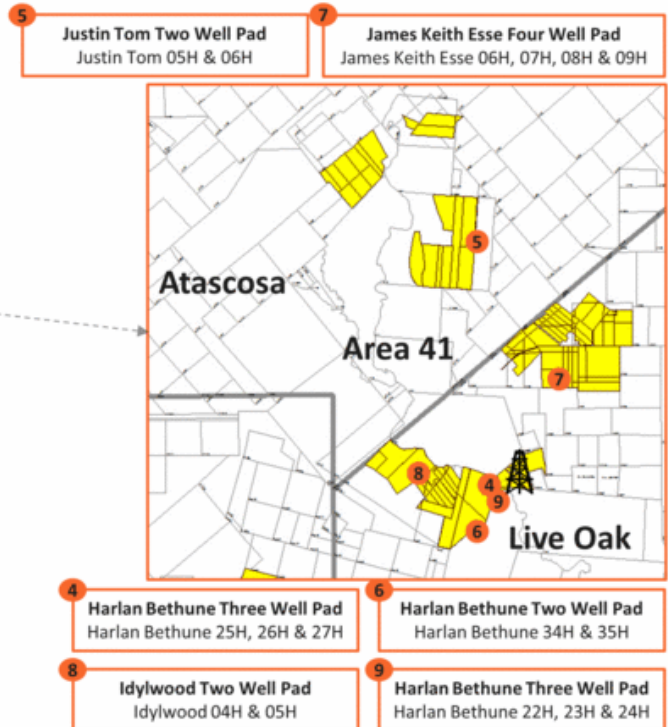 5
Justin Tom Two Well Pad
Justin Tom 05H & 06H
7
James Keith Esse Four Well Pad
James Keith Esse 06H, 07H, 08H & 09H
5
Atascosa
Area 41
7
8
4
9
6
Live Oak
4
Harlan Bethune Three Well Pad
Harlan Bethune 25H, 26H & 27H
6
Harlan Bethune Two Well Pad
Harlan Bethune 34H & 35H
8
Idylwood Two Well Pad
Idylwood 04H & 05H
9
Harlan Bethune Three Well Pad
Harlan Bethune 22H, 23H & 24H